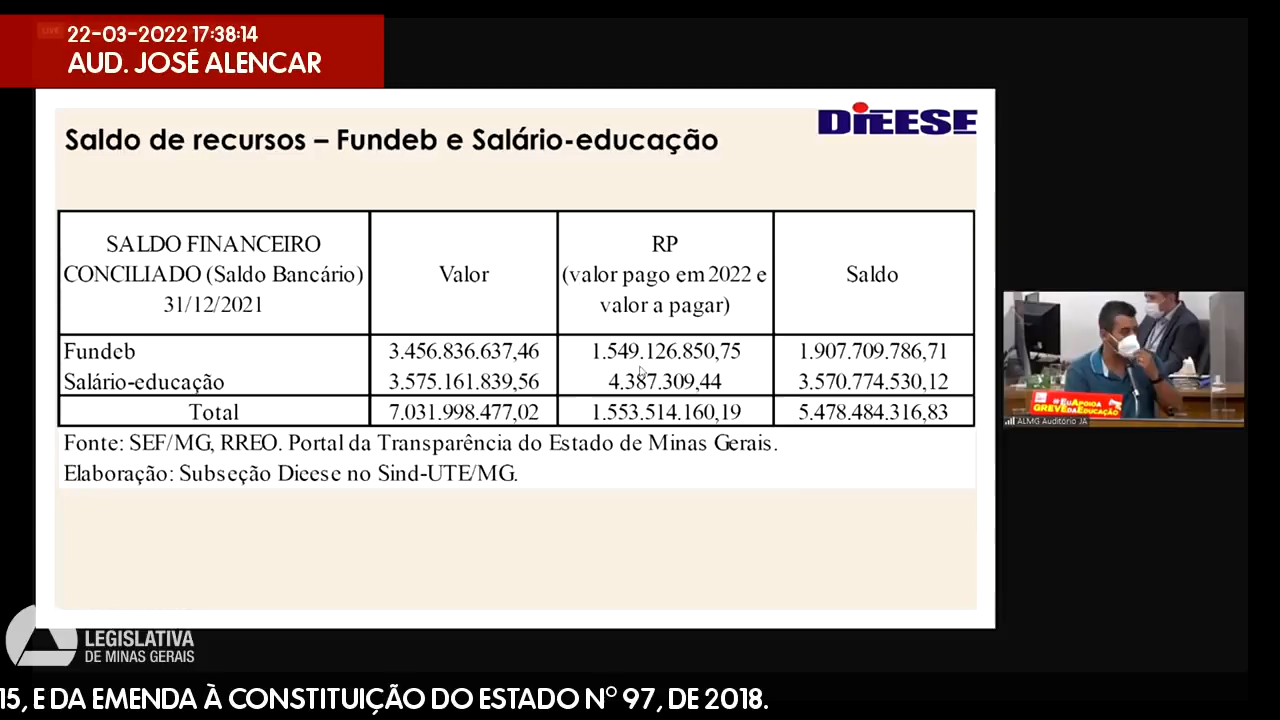 LIVE
22-03-2022 17:38:14
AUD. JOSÉ ALENCAR
DIEESE
Saldo de recursos – Fundeb e Salário-educação
SALDO FINANCEIRO CONCILIADO (Saldo Bancário) 31/12/2021 Valor RP (valor pago em 2022 e valor a pagar) Saldo
Fundeb 3.456.836.637,46 1.549.126.850,75 1.907.709.786,71
Salário-educação 3.575.161.839,56 4.387.309,44 3.570.774.530,12
Total 7.031.998.477,02 1.553.514.160,19 5.478.484.316,83
Fonte: SEF/MG, RREO. Portal da Transparência do Estado de Minas Gerais.
Elaboração: Subseção Dieese no Sind-UTE/MG.
#EuApoia
GREVEdaEducação
ALMG Auditório JA
LEGISLATIVA
DE MINAS GERAIS
15, E DA EMENDA À CONSTITUIÇÃO DO ESTADO Nº 97, DE 2018.